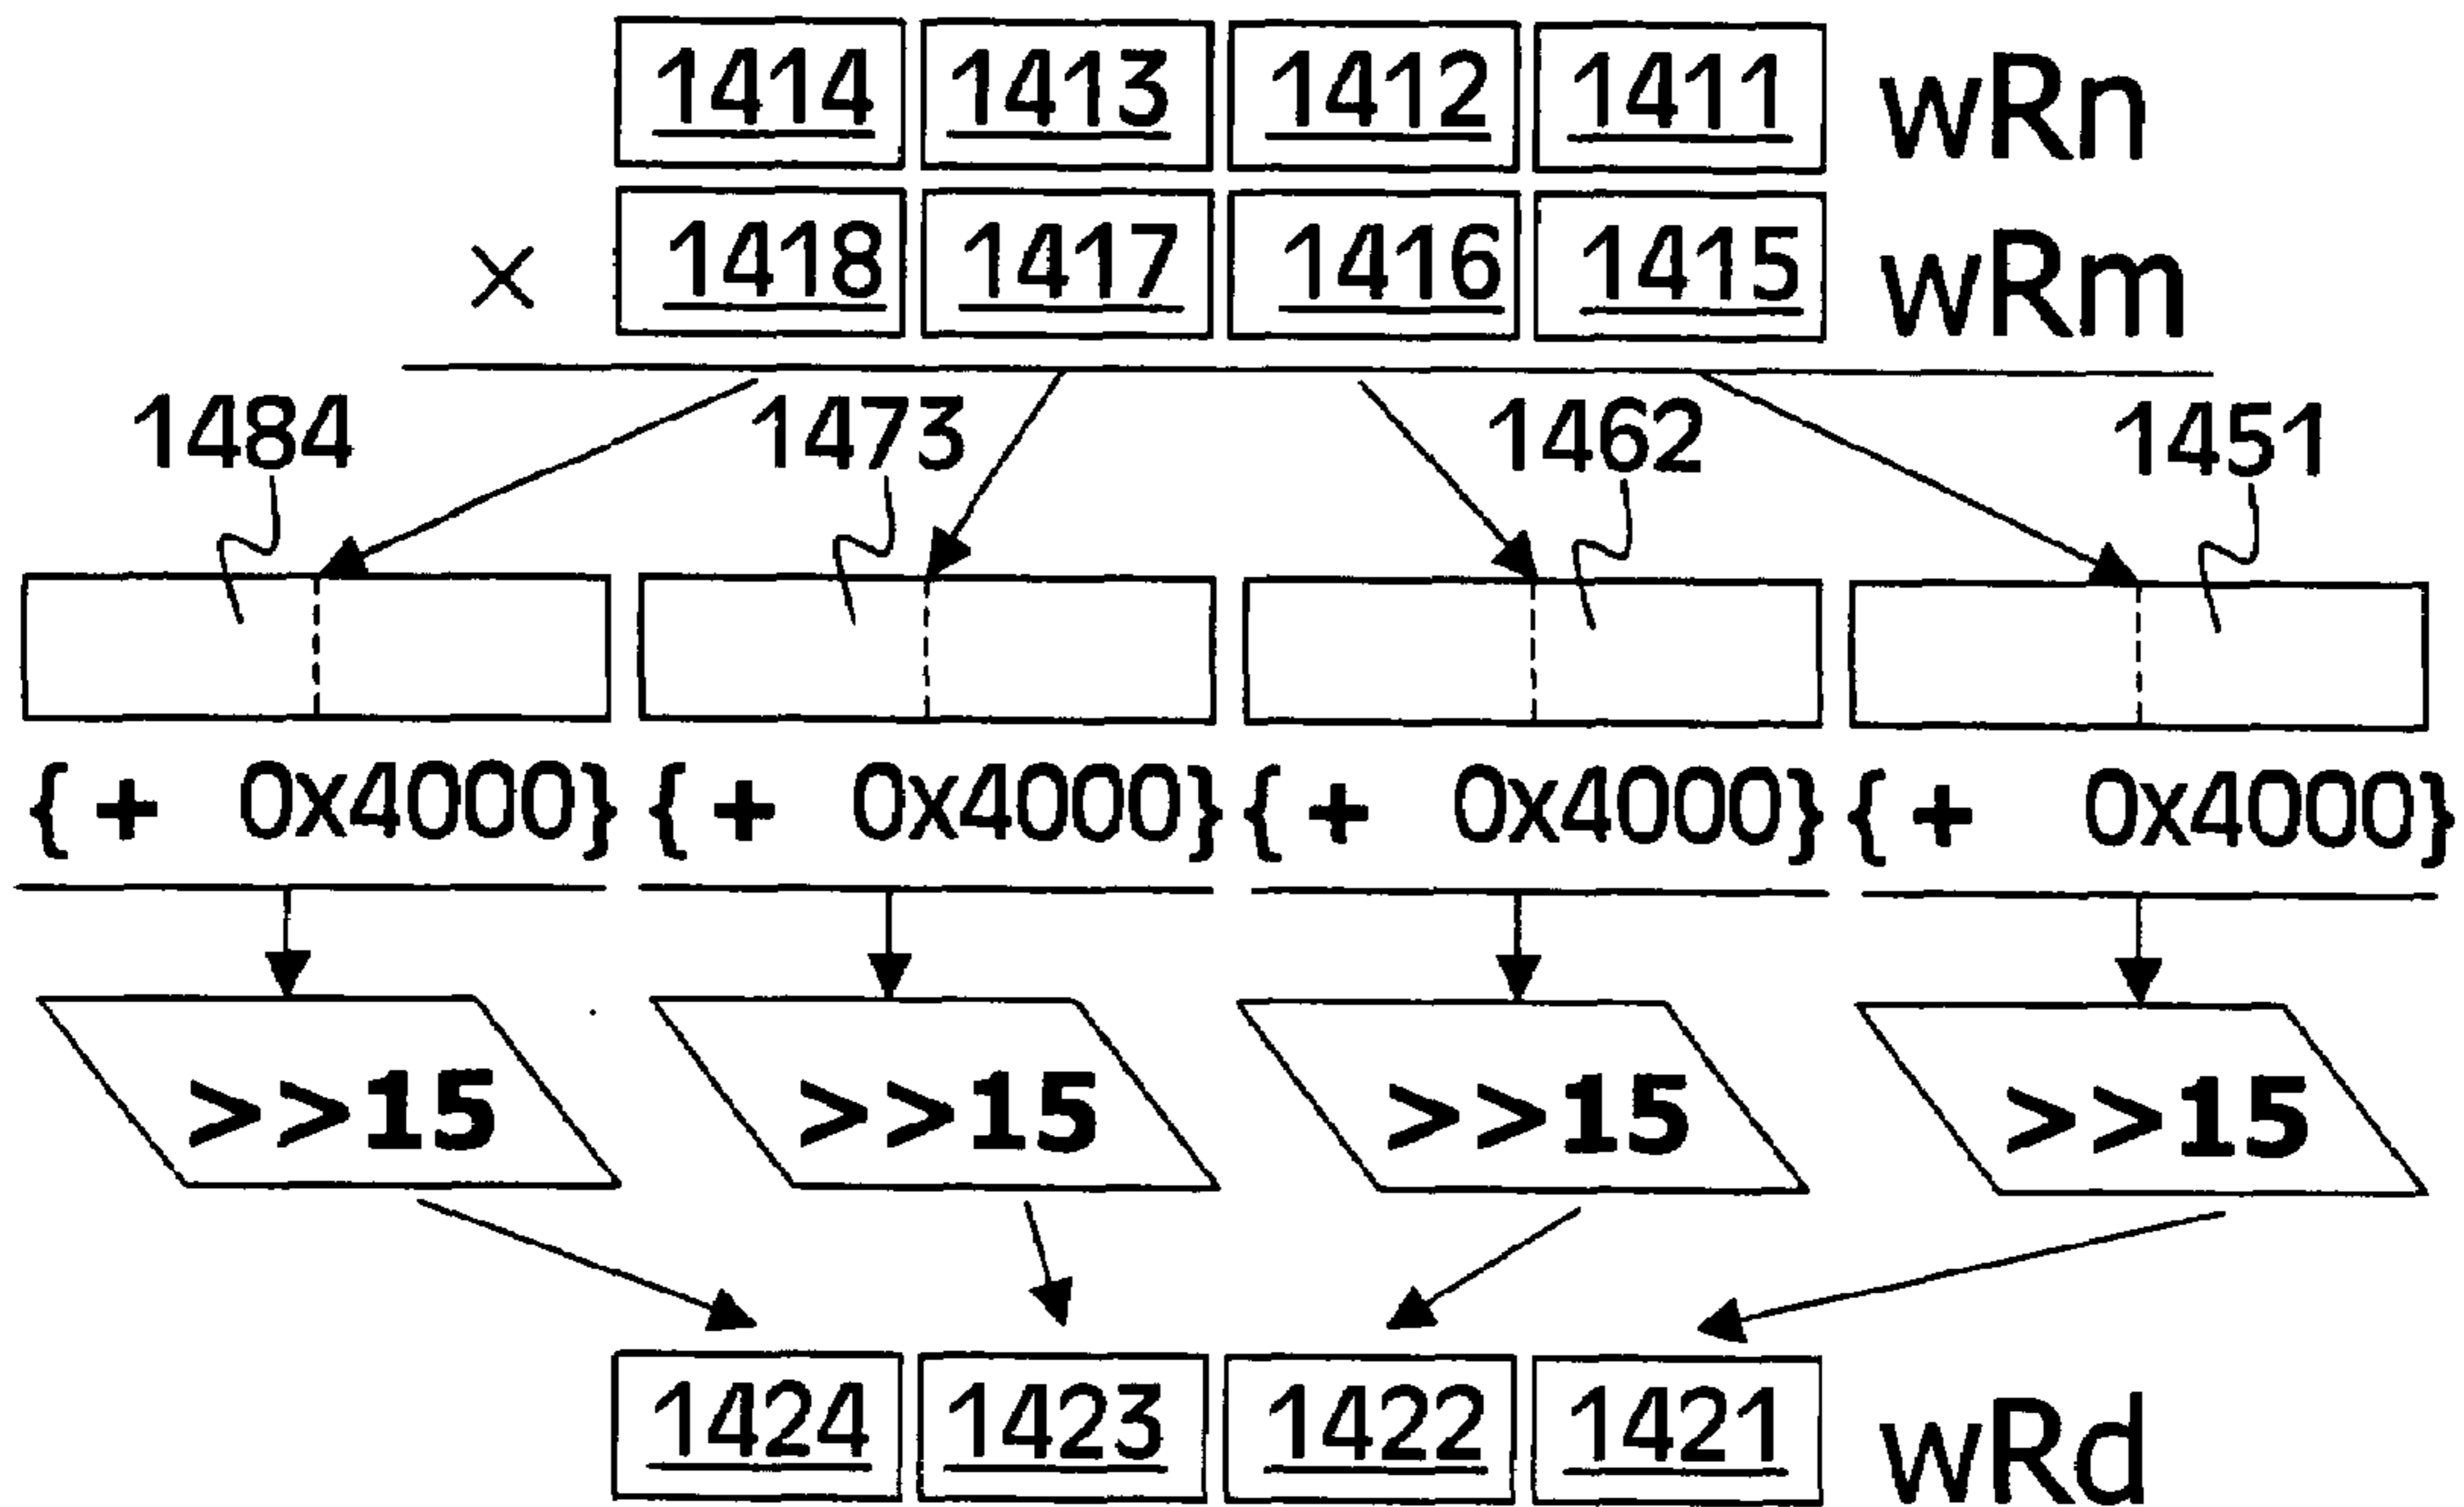 1414 1413 1412 1411 wRn
× 1418 1417 1416 1415 wRm
1484 1473 1462 1451
{ + 0x4000} { + 0x4000} { + 0x4000} { + 0x4000}
>>15 >>15 >>15 >>15
1424 1423 1422 1421 wRd